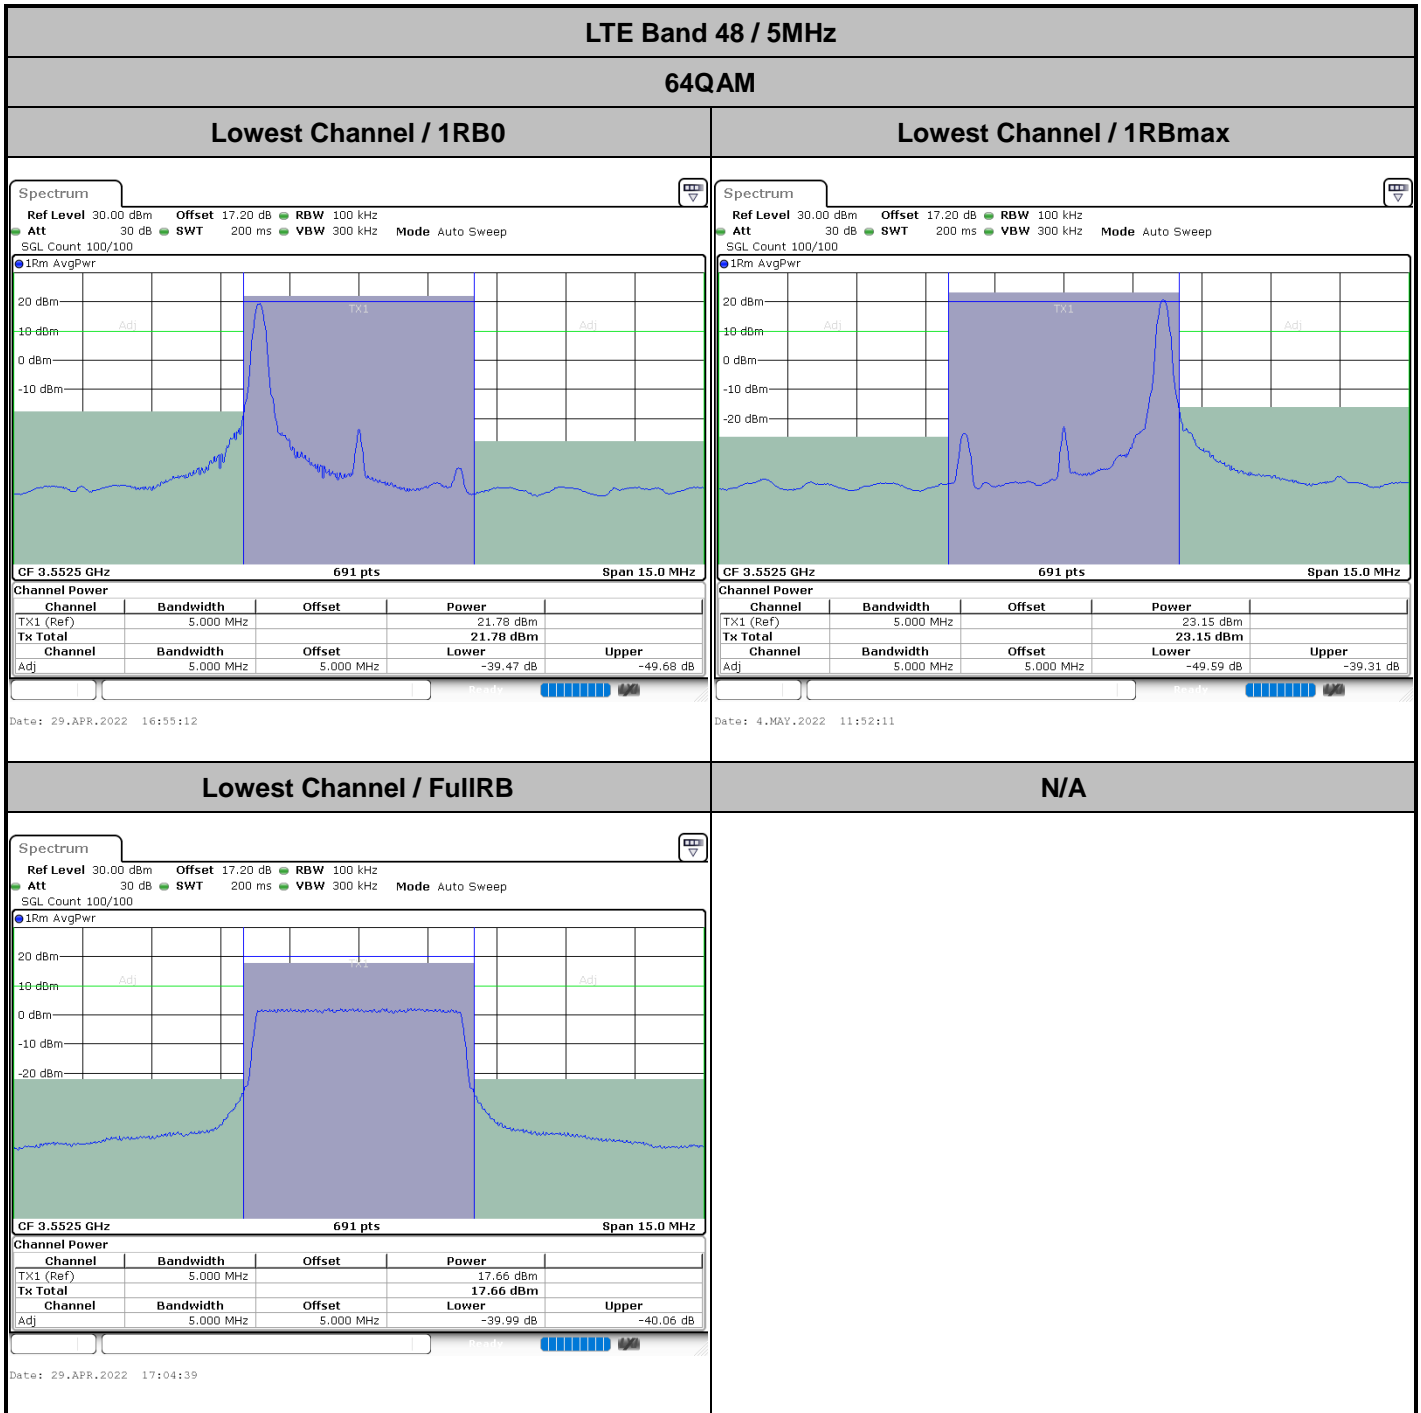 LTE Band 48 / 5MHz
64QAM
Lowest Channel / 1RB0
Lowest Channel / 1RBmax
Spectrum
Ref Level 30.00 dBm Offset 17.20 dB RBW 100 kHz
Att 30 dB SWT 200 ms VBW 300 kHz Mode Auto Sweep
SGL Count 100/100
1Rm AvgPwr
20 dBm
TX1
10 dBm
Adj
Adj
0 dBm
-10 dBm
CF 3.5525 GHz 691 pts Span 15.0 MHz
Channel Power
Channel Bandwidth Offset Power
TX1 (Ref) 5.000 MHz 21.78 dBm
Tx Total 21.78 dBm
Channel Bandwidth Offset Lower Upper
Adj 5.000 MHz 5.000 MHz -39.47 dB -49.68 dB
Ready
Date: 29.APR.2022 16:55:12
Spectrum
Ref Level 30.00 dBm Offset 17.20 dB RBW 100 kHz
Att 30 dB SWT 200 ms VBW 300 kHz Mode Auto Sweep
SGL Count 100/100
1Rm AvgPwr
20 dBm
TX1
10 dBm
Adj
Adj
0 dBm
-10 dBm
-20 dBm
CF 3.5525 GHz 691 pts Span 15.0 MHz
Channel Power
Channel Bandwidth Offset Power
TX1 (Ref) 5.000 MHz 23.15 dBm
Tx Total 23.15 dBm
Channel Bandwidth Offset Lower Upper
Adj 5.000 MHz 5.000 MHz -49.59 dB -39.31 dB
Ready
Date: 4.MAY.2022 11:52:11
Lowest Channel / FullRB
N/A
Spectrum
Ref Level 30.00 dBm Offset 17.20 dB RBW 100 kHz
Att 30 dB SWT 200 ms VBW 300 kHz Mode Auto Sweep
SGL Count 100/100
1Rm AvgPwr
20 dBm
TX1
10 dBm
Adj
Adj
0 dBm
-10 dBm
-20 dBm
CF 3.5525 GHz 691 pts Span 15.0 MHz
Channel Power
Channel Bandwidth Offset Power
TX1 (Ref) 5.000 MHz 17.66 dBm
Tx Total 17.66 dBm
Channel Bandwidth Offset Lower Upper
Adj 5.000 MHz 5.000 MHz -39.99 dB -40.06 dB
Ready
Date: 29.APR.2022 17:04:39